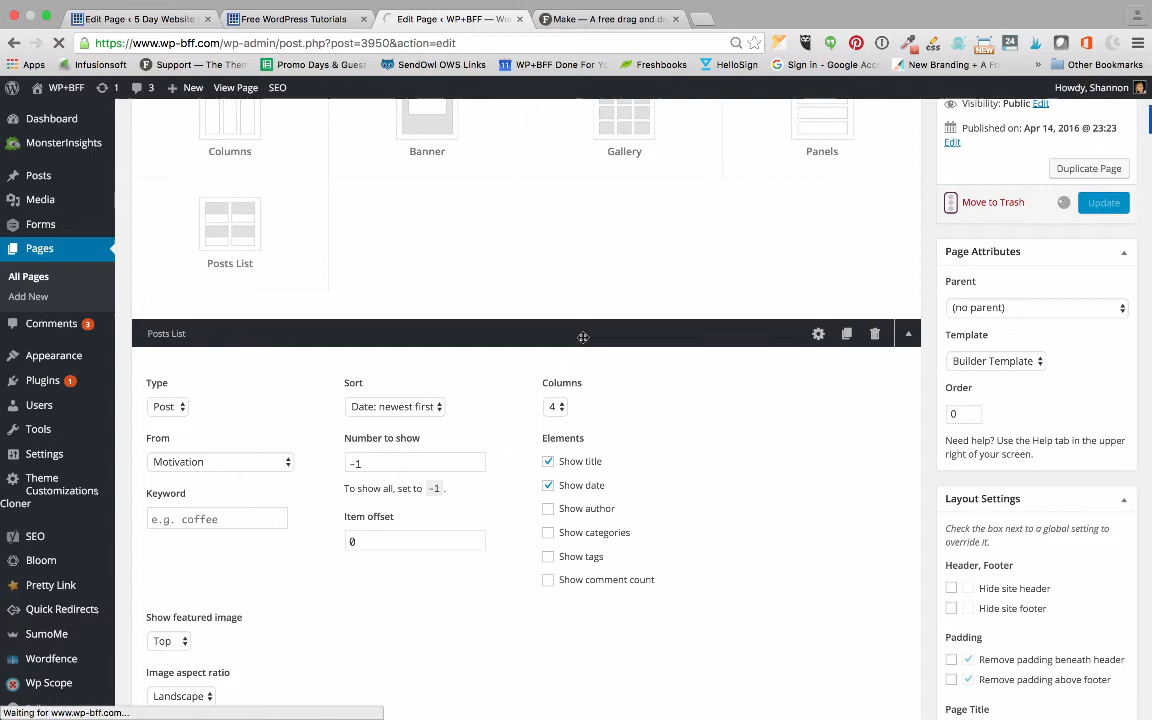 Edit Page ‹ 5 Day Website
Free WordPress Tutorials
Edit Page ‹ WP+BFF — Wo
Make — A free drag and d
https://www.wp-bff.com/wp-admin/post.php?post=3950&action=edit
Apps
Infusionsoft
Support — The Them
Promo Days & Guest
SendOwl OWS Links
WP+BFF Done For Yo
Freshbooks
HelloSign
Sign in - Google Acco
New Branding + A Fr
Other Bookmarks
WP+BFF
1
3
New
View Page
SEO
Howdy, Shannon
Dashboard
MonsterInsights
Posts
Media
Forms
Pages
All Pages
Add New
Comments 3
Appearance
Plugins 1
Users
Tools
Settings
Theme
Customizations
Cloner
SEO
Bloom
Pretty Link
Quick Redirects
SumoMe
Wordfence
Wp Scope
Columns
Banner
Gallery
Panels
Posts List
Posts List
Type
Post
From
Motivation
Keyword
e.g. coffee
Sort
Date: newest first
Number to show
-1
To show all, set to -1 .
Item offset
0
Columns
4
Elements
Show title
Show date
Show author
Show categories
Show tags
Show comment count
Show featured image
Top
Image aspect ratio
Landscape
Visibility: Public Edit
Published on: Apr 14, 2016 @ 23:23
Edit
Duplicate Page
Move to Trash
Update
Page Attributes
Parent
(no parent)
Template
Builder Template
Order
0
Need help? Use the Help tab in the upper
right of your screen.
Layout Settings
Check the box next to a global setting to
override it.
Header, Footer
Hide site header
Hide site footer
Padding
Remove padding beneath header
Remove padding above footer
Page Title
Waiting for www.wp-bff.com...